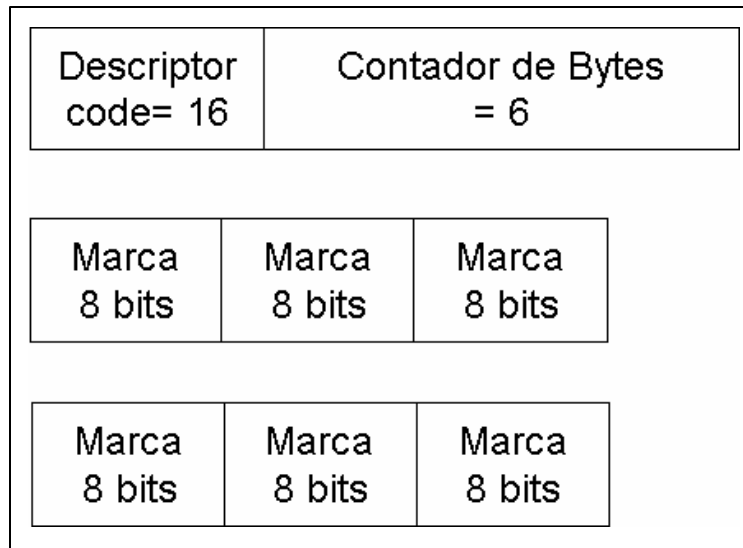 Descriptor Contador de Bytes
code= 16 = 6
Marca Marca Marca
8 bits 8 bits 8 bits
Marca Marca Marca
8 bits 8 bits 8 bits